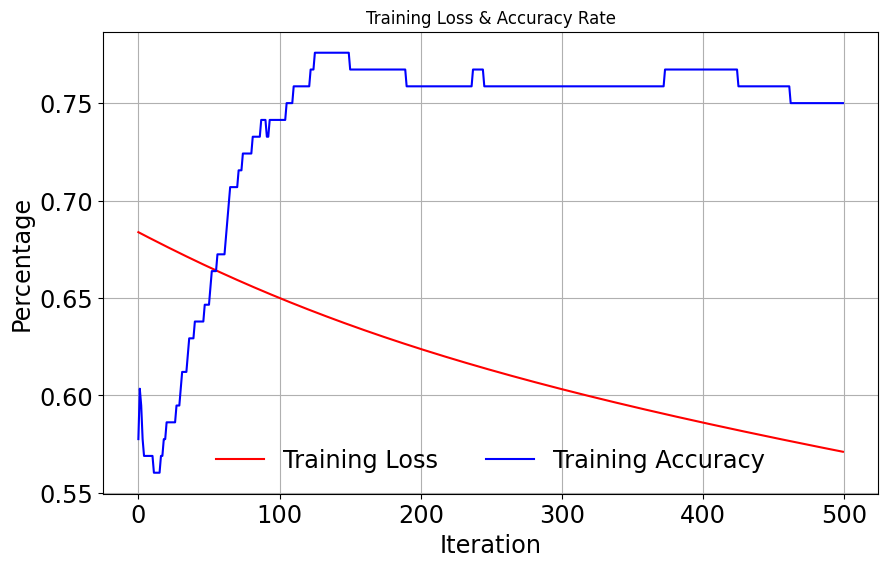 Training Loss & Accuracy Rate
Percentage
0.75
0.70
0.65
0.60
0.55
Training Loss
Training Accuracy
0
100
200
300
400
500
Iteration